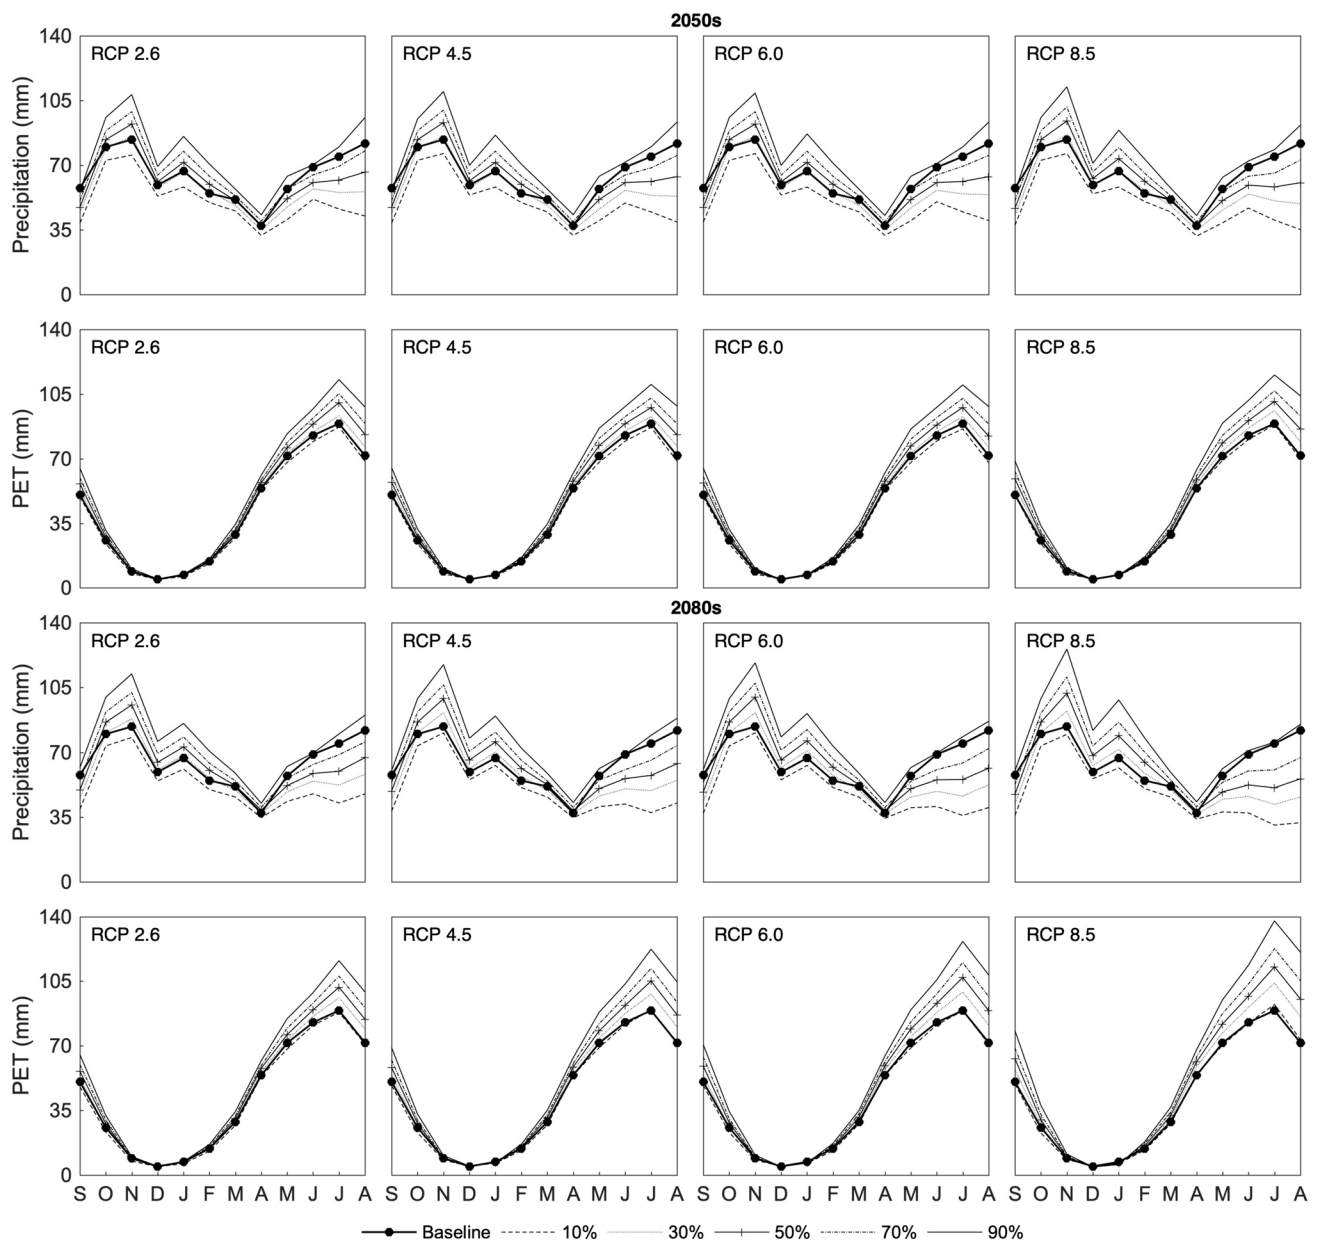 2050s
140
105
70
35
0
Precipitation (mm)
RCP 2.6
RCP 4.5
RCP 6.0
RCP 8.5
140
105
70
35
0
PET (mm)
RCP 2.6
RCP 4.5
RCP 6.0
RCP 8.5
2080s
140
105
70
35
0
Precipitation (mm)
RCP 2.6
RCP 4.5
RCP 6.0
RCP 8.5
140
105
70
35
0
PET (mm)
RCP 2.6
RCP 4.5
RCP 6.0
RCP 8.5
S O N D J F M A M J J A S O N D J F M A M J J A S O N D J F M A M J J A S O N D J F M A M J J A
Baseline 10% 30% 50% 70% 90%